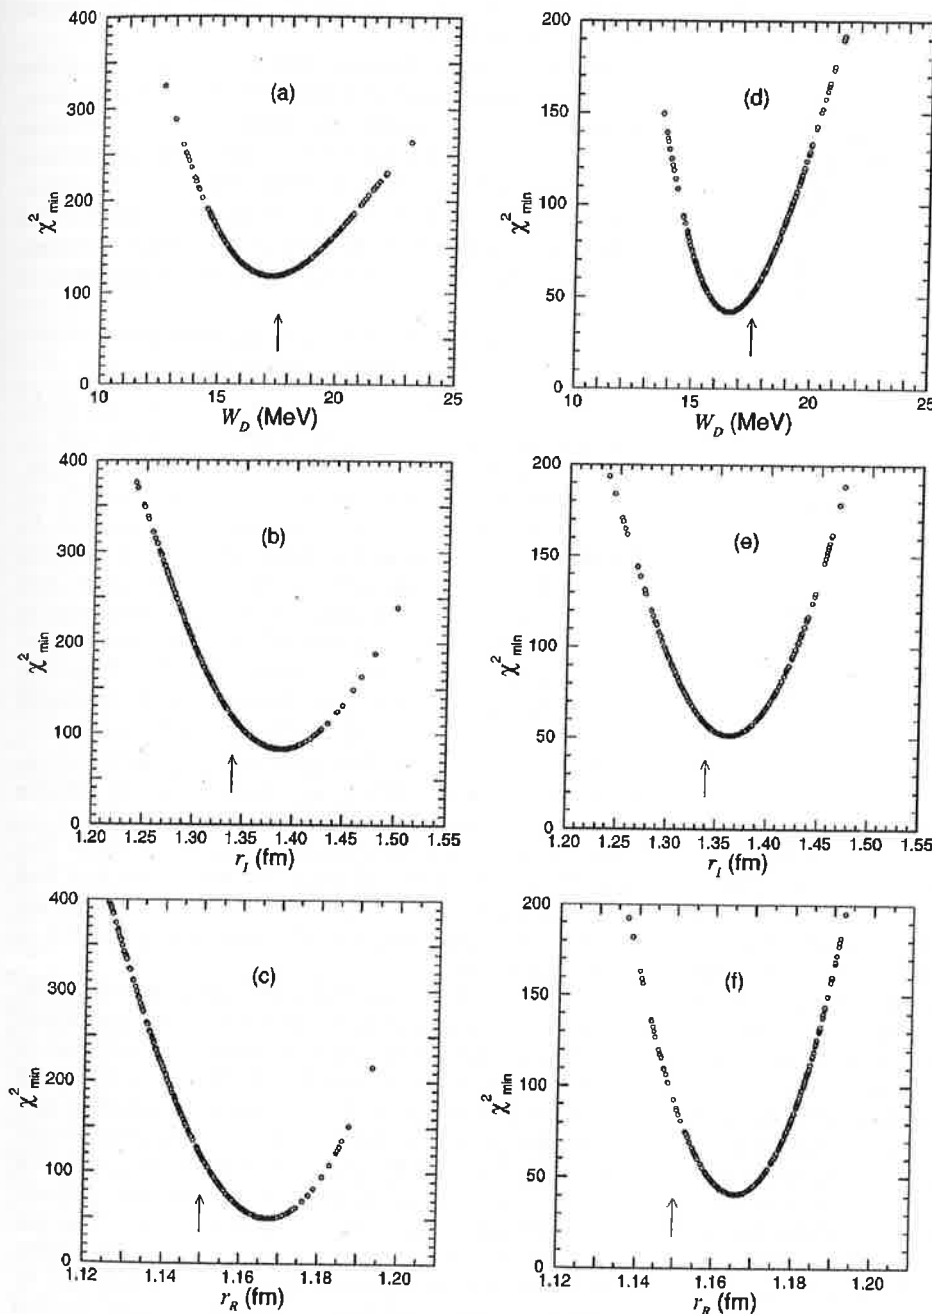 400
300
200
100
0
χ²min
(a)
10 15 20 25
W_D (MeV)
200
150
100
50
0
χ²min
(d)
10 15 20 25
W_D (MeV)
400
300
200
100
0
χ²min
(b)
1.20 1.25 1.30 1.35 1.40 1.45 1.50 1.55
r_I (fm)
200
150
100
50
0
χ²min
(e)
1.20 1.25 1.30 1.35 1.40 1.45 1.50 1.55
r_I (fm)
400
300
200
100
0
χ²min
(c)
1.12 1.14 1.16 1.18 1.20
r_R (fm)
200
150
100
50
0
χ²min
(f)
1.12 1.14 1.16 1.18 1.20
r_R (fm)